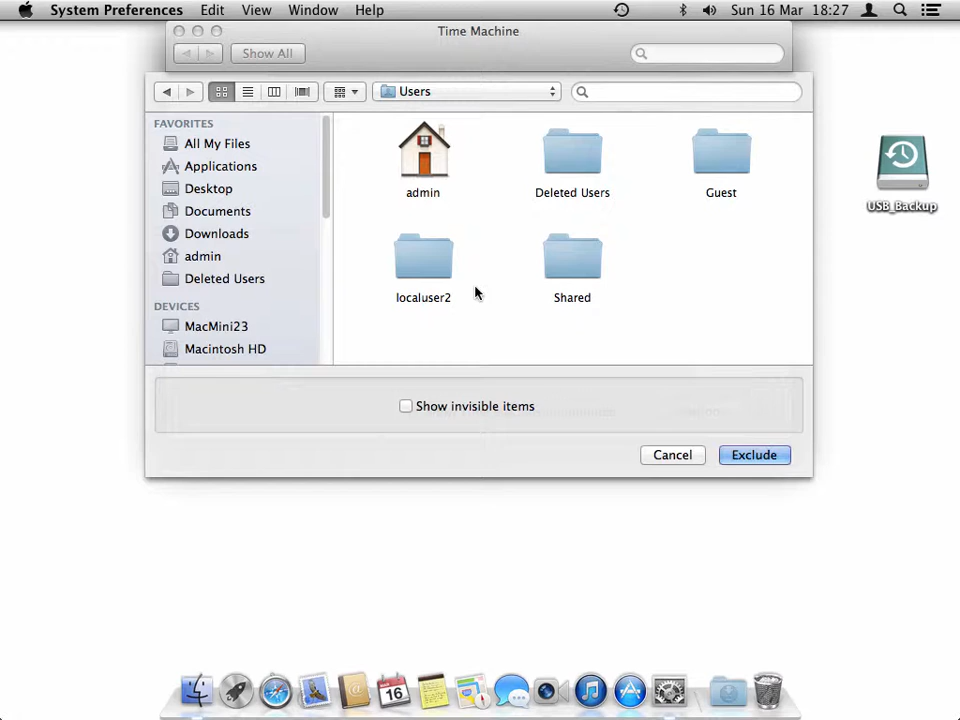 System Preferences Edit View Window Help Sun 16 Mar 18:27
Time Machine
Show All
Users
FAVORITES
All My Files
Applications
Desktop
Documents
Downloads
admin
Deleted Users
DEVICES
MacMini23
Macintosh HD
admin Deleted Users Guest
localuser2 Shared
Show invisible items
Cancel Exclude
USB_Backup
16